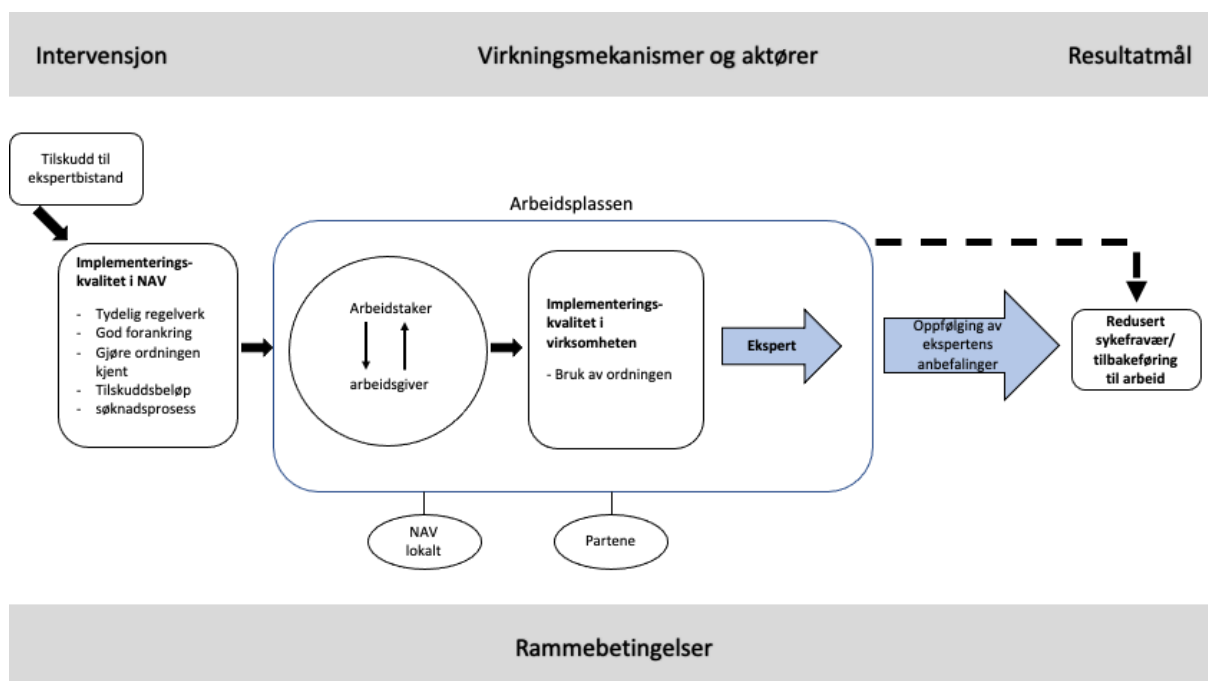 Intervensjon
Virkningsmekanismer og aktører
Resultatmål
Tilskudd til
ekspertbistand
Arbeidsplassen
Implementerings-
kvalitet i NAV
- Tydelig regelverk
- God forankring
- Gjøre ordningen
kjent
- Tilskuddsbeløp
- søknadsprosess
Arbeidstaker
arbeidsgiver
Implementerings-
kvalitet i
virksomheten
- Bruk av ordningen
Ekspert
Oppfølging av
ekspertens
anbefalinger
Redusert
sykefravær/
tilbakeføring
til arbeid
NAV
lokalt
Partene
Rammebetingelser